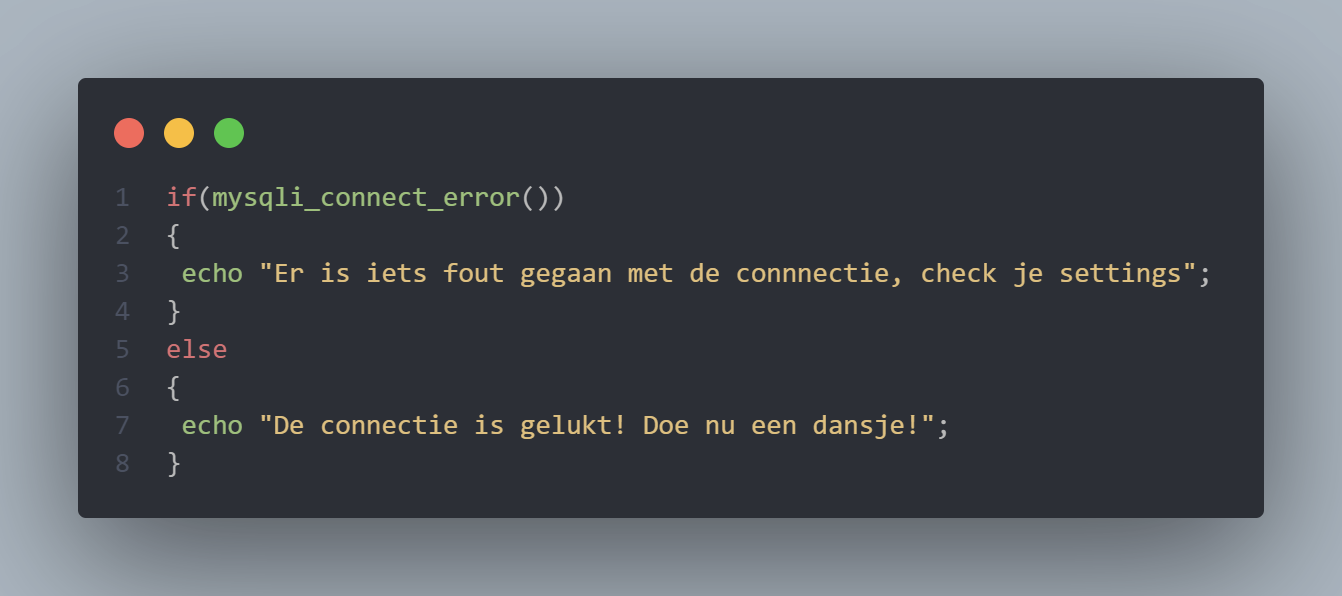 1 if(mysqli_connect_error())
2 {
3  echo "Er is iets fout gegaan met de connnectie, check je settings";
4 }
5 else
6 {
7  echo "De connectie is gelukt! Doe nu een dansje!";
8 }